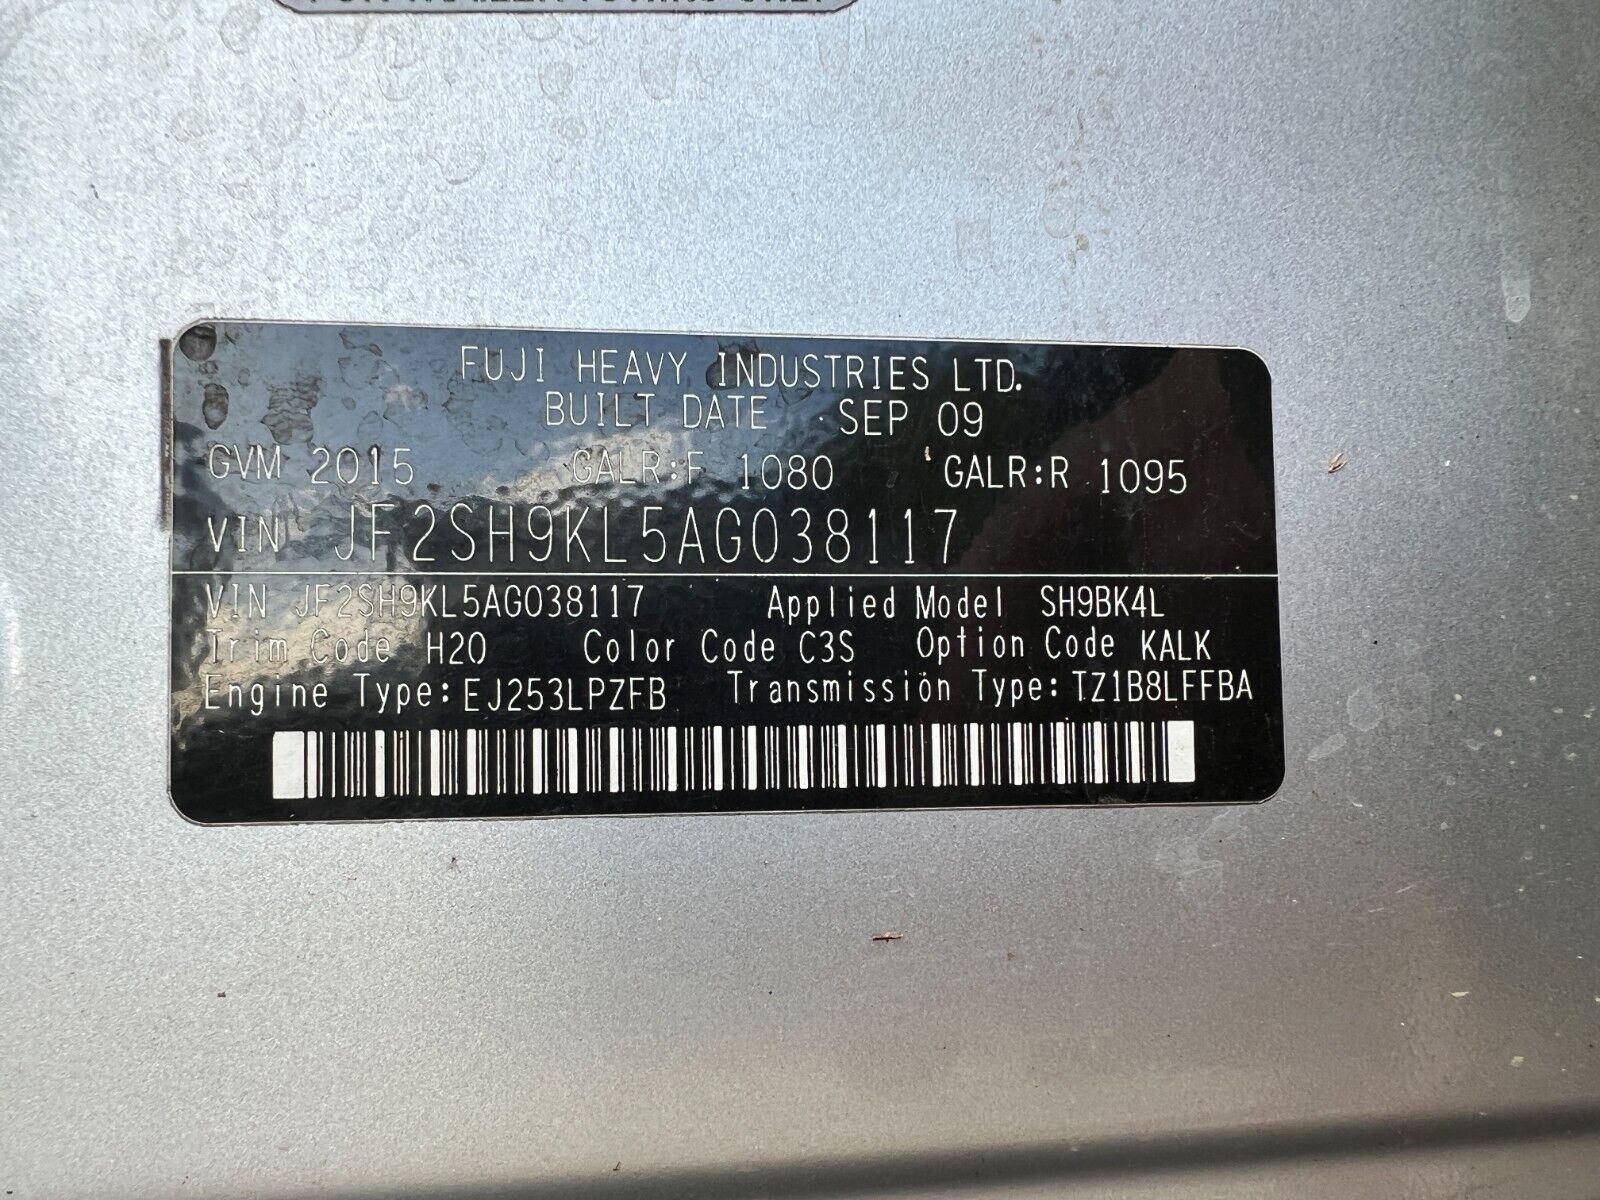 FUJI HEAVY INDUSTRIES LTD.
BUILT DATE SEP 09
GVM 2015 GALR:F 1080 GALR:R 1095
VIN JF2SH9KL5AG038117
VIN JF2SH9KL5AG038117 Applied Model SH9BK4L
Trim Code H20 Color Code C3S Option Code KALK
Engine Type: EJ253LPZFB Transmission Type: TZ1B8LFFBA